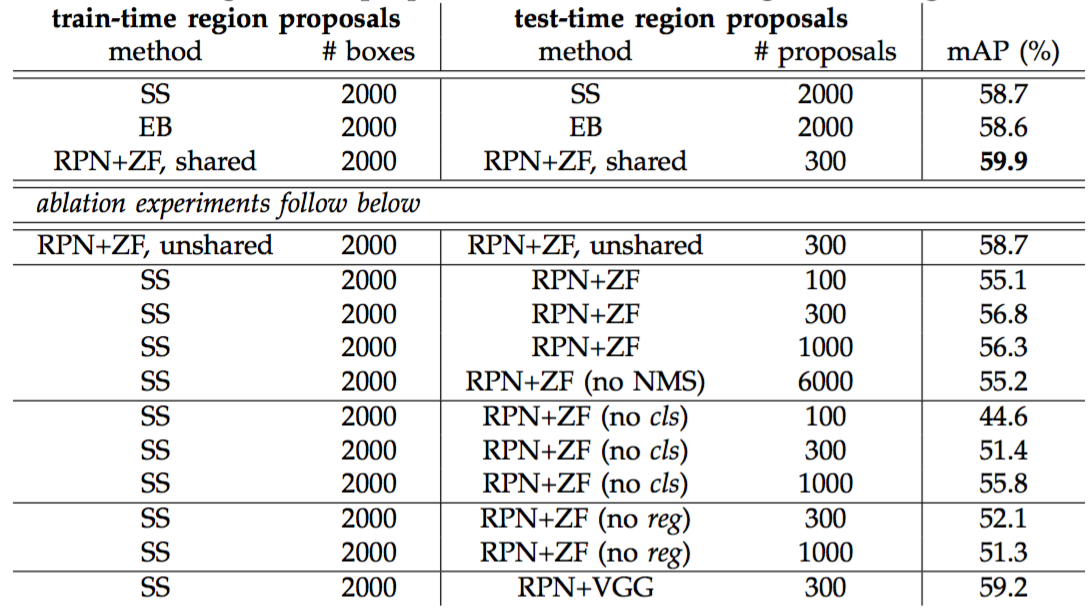 train-time region proposals test-time region proposals
method # boxes method # proposals mAP (%)
SS 2000 SS 2000 58.7
EB 2000 EB 2000 58.6
RPN+ZF, shared 2000 RPN+ZF, shared 300 59.9
ablation experiments follow below
RPN+ZF, unshared 2000 RPN+ZF, unshared 300 58.7
SS 2000 RPN+ZF 100 55.1
SS 2000 RPN+ZF 300 56.8
SS 2000 RPN+ZF 1000 56.3
SS 2000 RPN+ZF (no NMS) 6000 55.2
SS 2000 RPN+ZF (no cls) 100 44.6
SS 2000 RPN+ZF (no cls) 300 51.4
SS 2000 RPN+ZF (no cls) 1000 55.8
SS 2000 RPN+ZF (no reg) 300 52.1
SS 2000 RPN+ZF (no reg) 1000 51.3
SS 2000 RPN+VGG 300 59.2